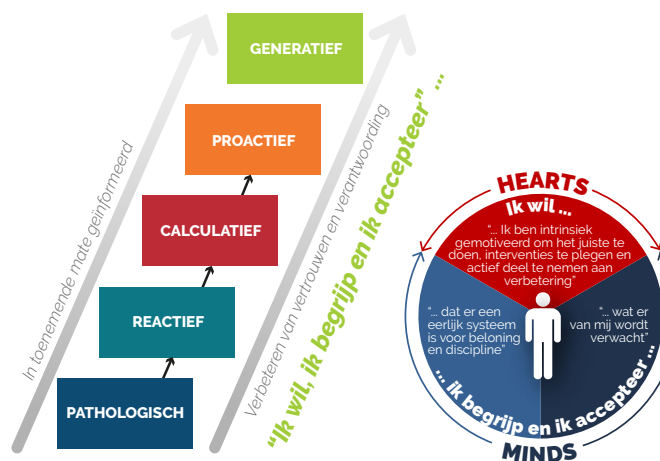 GENERATIEF
PROACTIEF
CALCULATIEF
REACTIEF
PATHOLOGISCH
In toenemende mate geïnformeerd
Verbeteren van vertrouwen en verantwoording
“Ik wil, ik begrijp en ik accepteer” ...
HEARTS
Ik wil ...
“... Ik ben intrinsiek
gemotiveerd om het juiste te
doen, interventies te plegen en
actief deel te nemen aan
verbetering”
“... dat er een
eerlijk systeem
is voor beloning
en discipline”
“... wat er
van mij wordt
verwacht”
... ik begrijp en ik accepteer ...
MINDS